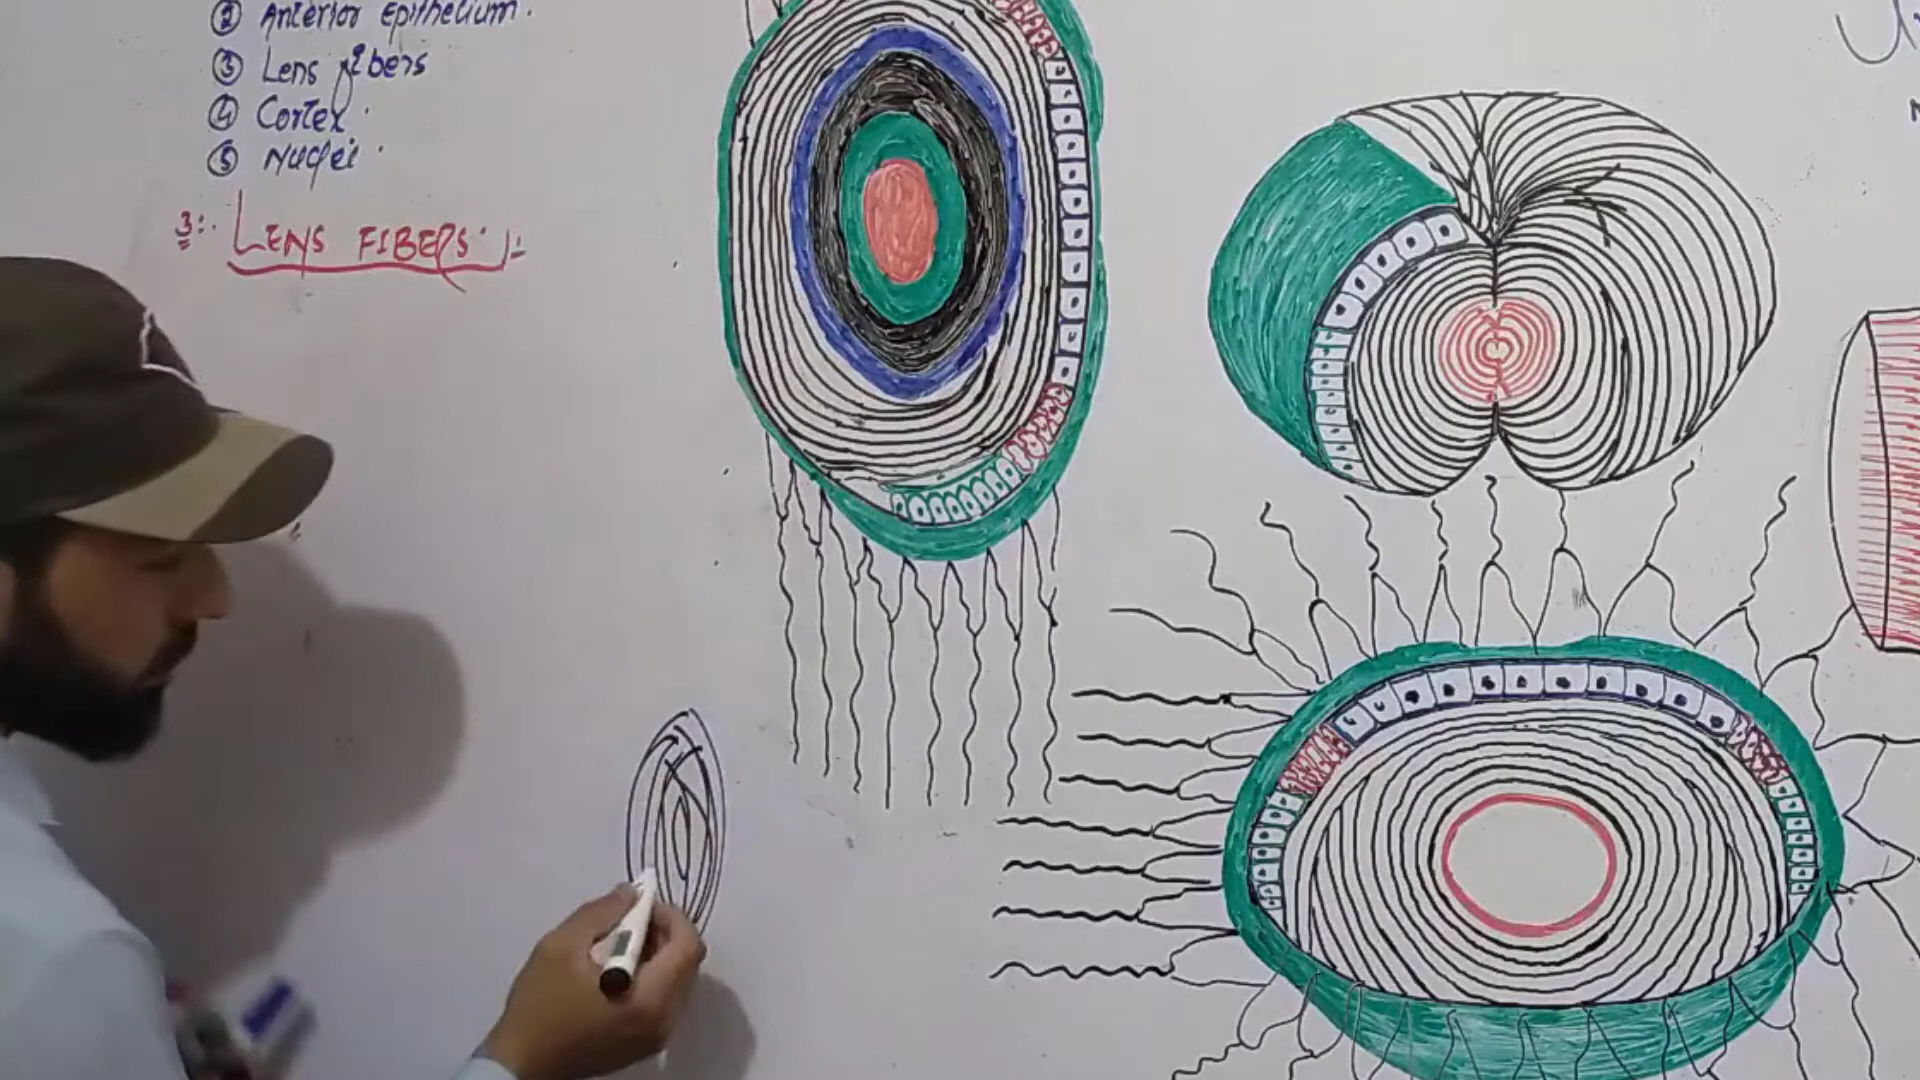 ② Anterior Epithelium.
③ Lens fibers
④ Cortex.
⑤ Nuclei.
3:. LENS FIBERS: